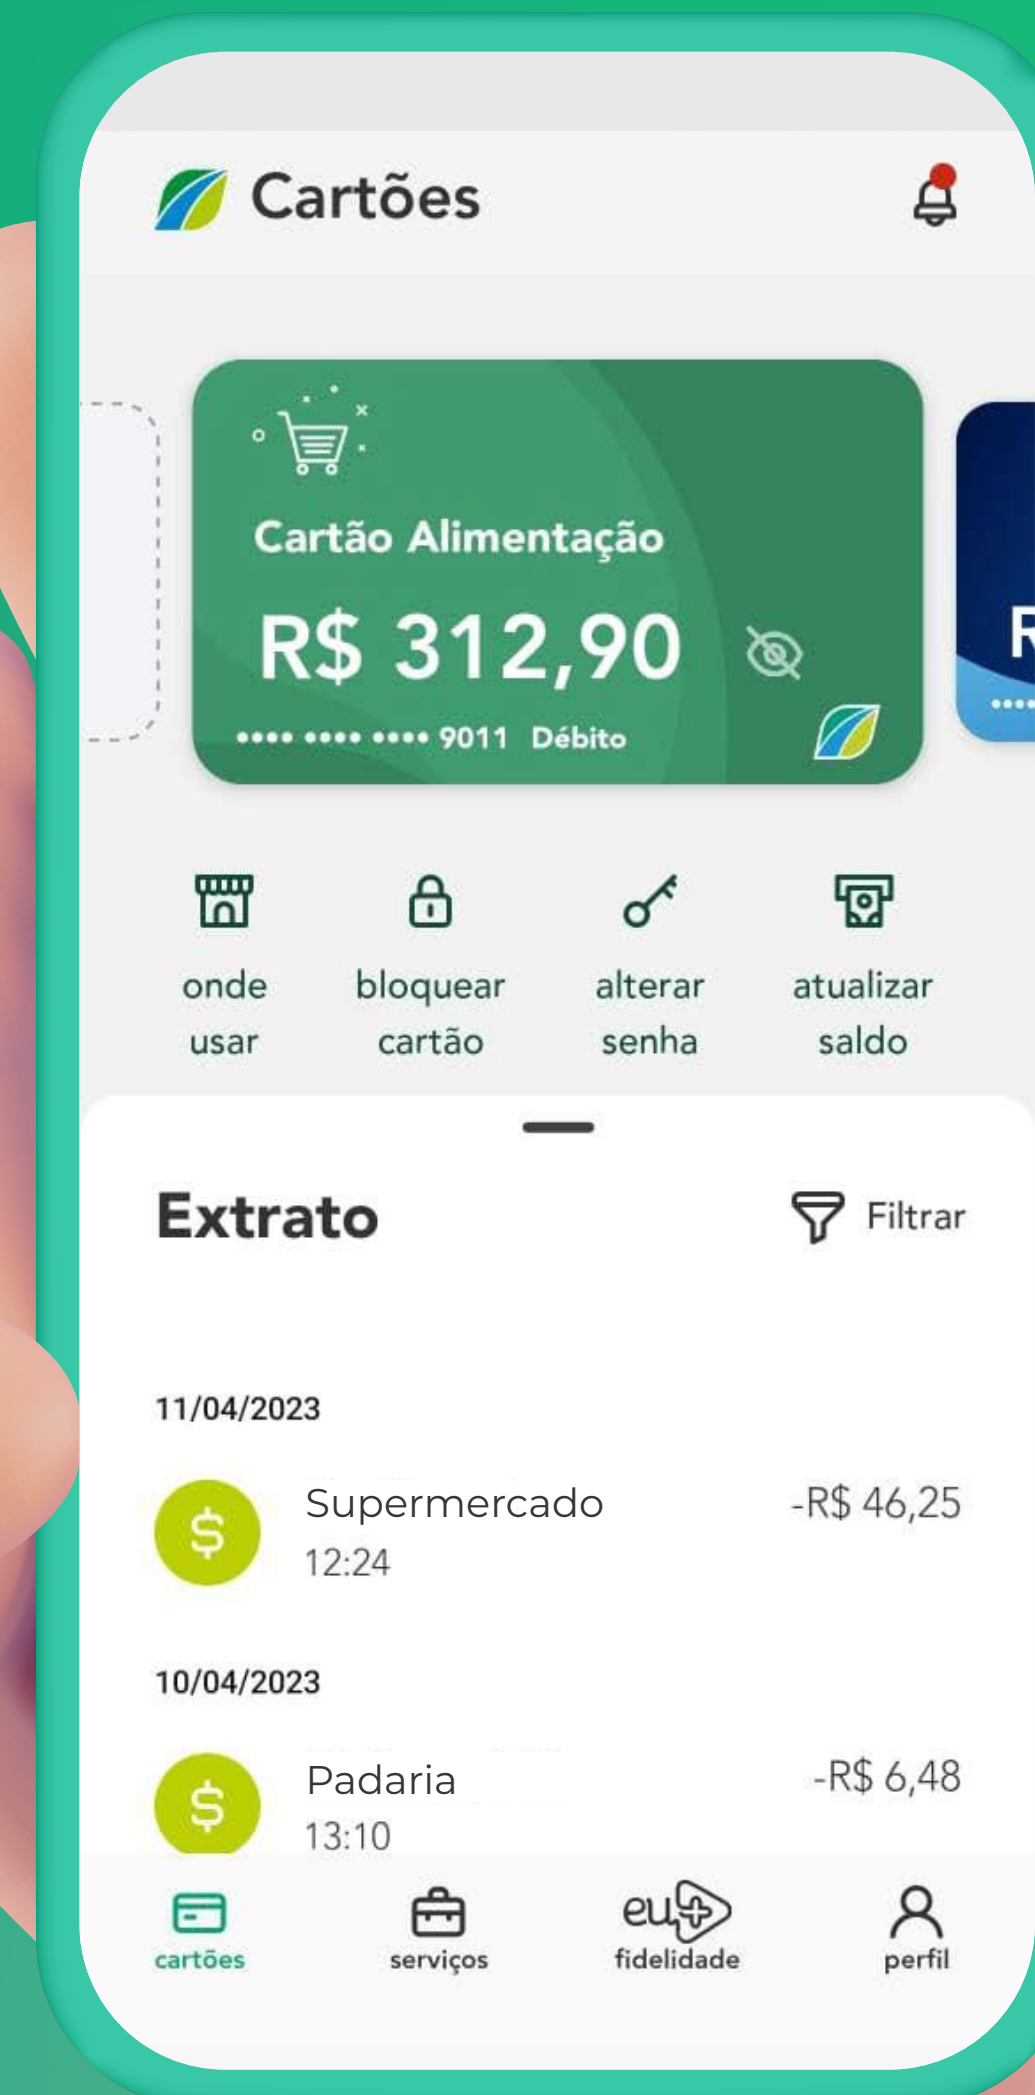 Cartões
Cartão Alimentação
R$ 312,90
•••• •••• •••• 9011 Débito
R
••••
onde usar
bloquear cartão
alterar senha
atualizar saldo
Extrato
Filtrar
11/04/2023
Supermercado
-R$ 46,25
12:24
10/04/2023
Padaria
-R$ 6,48
13:10
cartões
serviços
eu+
fidelidade
perfil